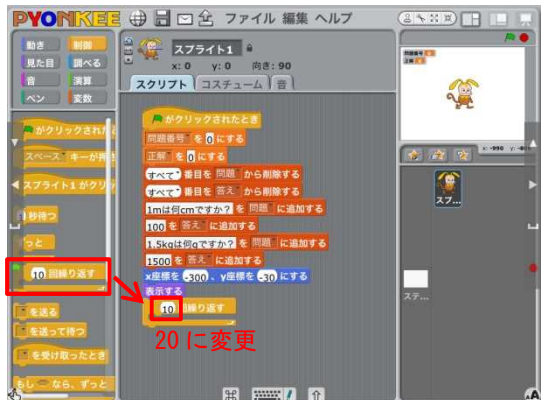 PYONKEE ファイル 編集 ヘルプ
動き 制御
見た目 調べる
音 演算
ペン 変数
スプライト1
x: 0 y: 0 向き: 90
スクリプト コスチューム 音
がクリックされた
スペース キーが
スプライト1 がクリ
秒待つ
っと
10 回繰り返す
を送る
を送って待つ
を受け取ったとき
もし なら、ずっと
がクリックされたとき
問題番号 を 0 にする
正解 を 0 にする
すべて 番目を 問題 から削除する
すべて 番目を 答え から削除する
1mは何cmですか? を 問題 に追加する
100 を 答え に追加する
1.5kgは何gですか? を 問題 に追加する
1500 を 答え に追加する
x座標を -300 、y座標を -30 にする
表示する
10 回繰り返す
20 に変更
スプ...
ステ...